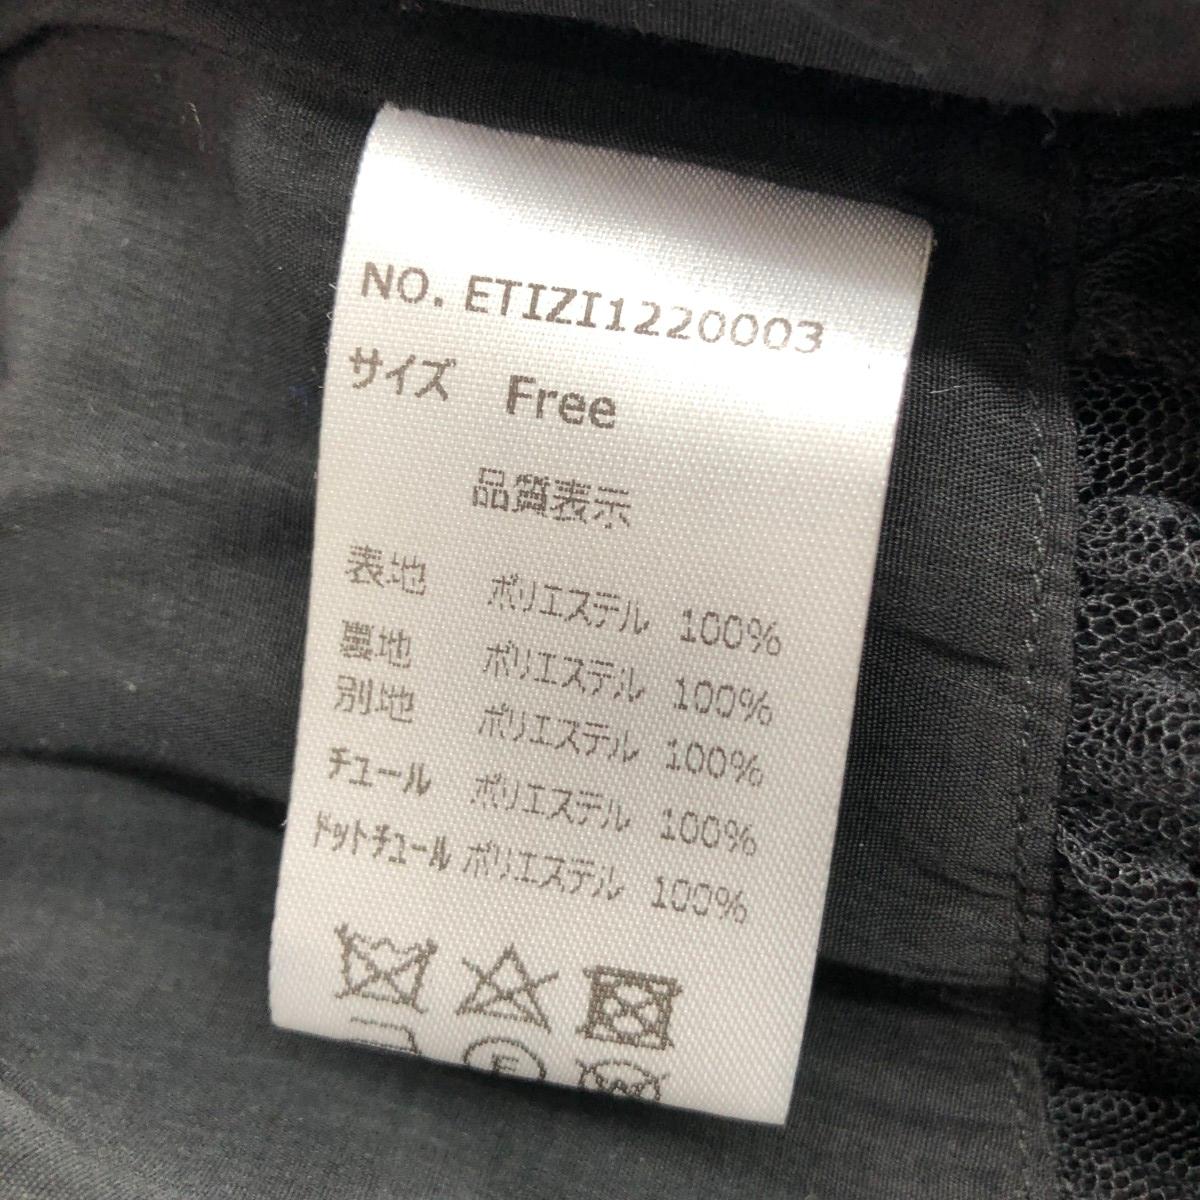 NO. ETIZI1220003
サイズ Free
品質表示
表地 ポリエステル 100%
裏地 ポリエステル 100%
別地 ポリエステル 100%
チュール ポリエステル 100%
ドットチュール ポリエステル 100%
F
W